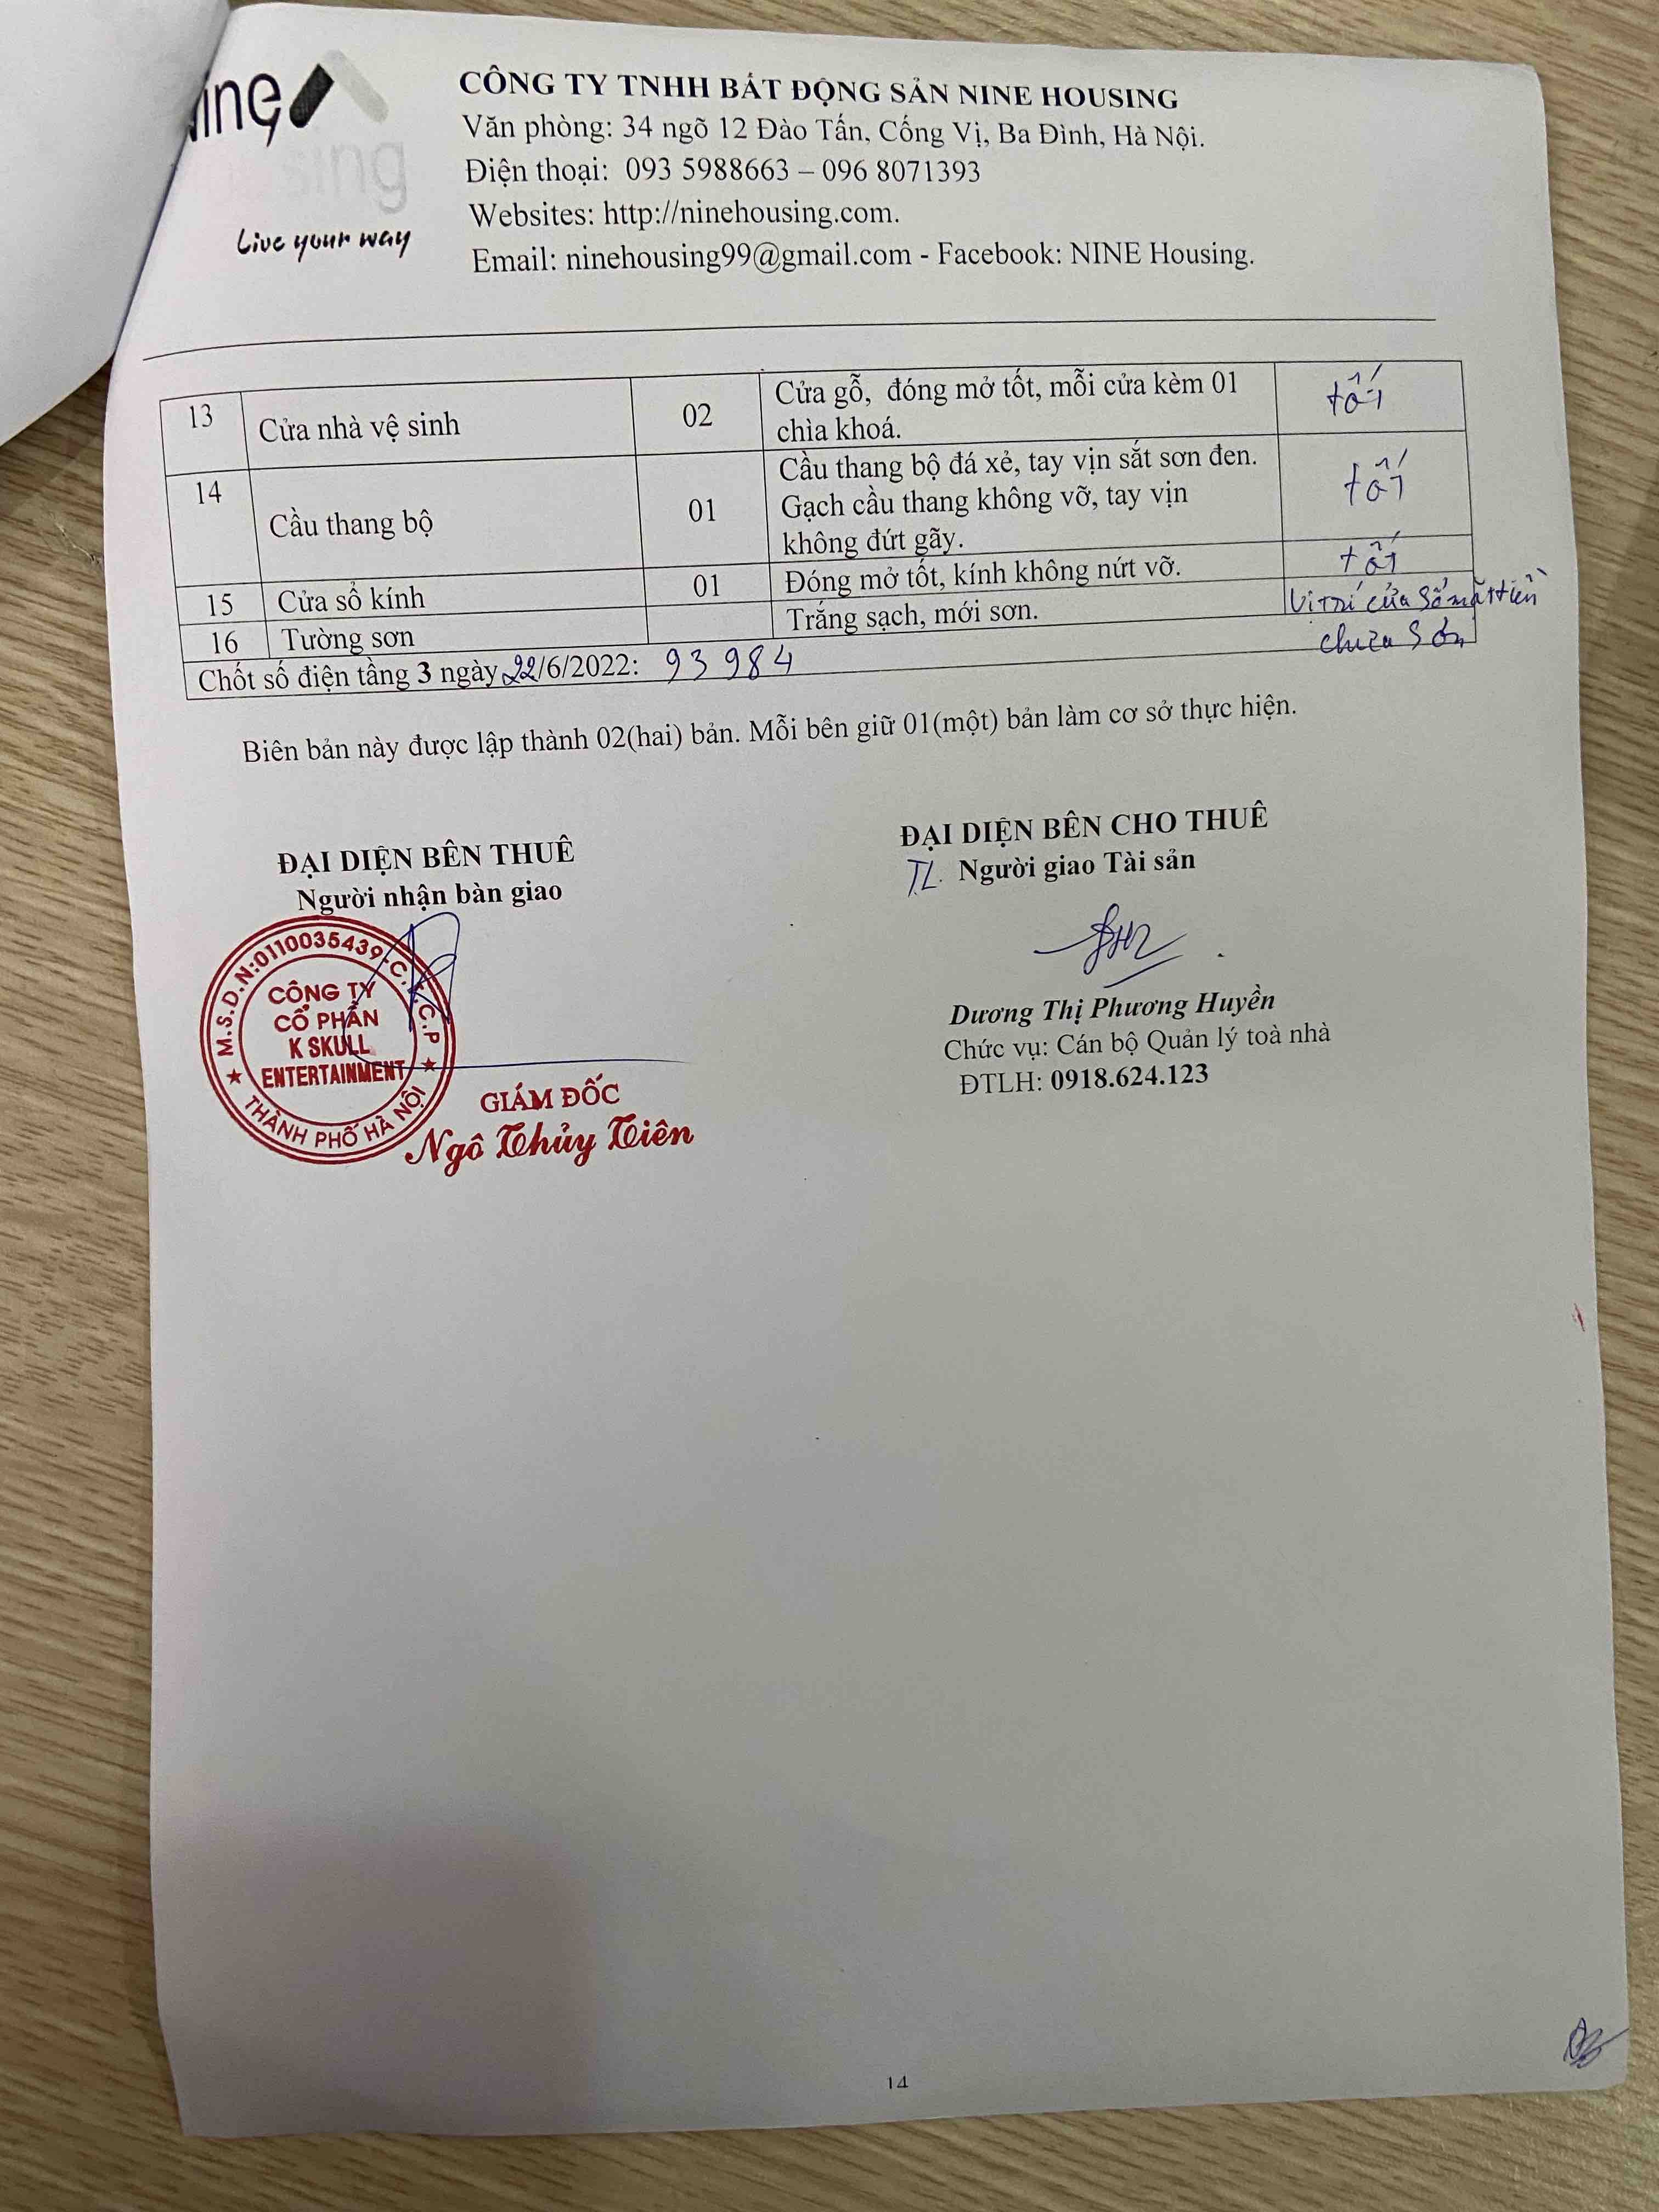 CÔNG TY TNHH BẤT ĐỘNG SẢN NINE HOUSING
Văn phòng: 34 ngõ 12 Đào Tấn, Cống Vị, Ba Đình, Hà Nội.
Điện thoại: 093 5988663 – 096 8071393
Websites: http://ninehousing.com.
Email: ninehousing99@gmail.com - Facebook: NINE Housing.
ine
sing
Live your way
13 Cửa nhà vệ sinh 02 Cửa gỗ, đóng mở tốt, mỗi cửa kèm 01 tốt
chìa khoá.
14 Cầu thang bộ 01 Cầu thang bộ đá xẻ, tay vịn sắt sơn đen. tốt
Gạch cầu thang không vỡ, tay vịn
không đứt gãy.
15 Cửa sổ kính 01 Đóng mở tốt, kính không nứt vỡ. tốt
16 Tường sơn Trắng sạch, mới sơn. Vị trí cửa sổ mặt tiền
chưa sơn
Chốt số điện tầng 3 ngày 22/6/2022: 93984
Biên bản này được lập thành 02(hai) bản. Mỗi bên giữ 01(một) bản làm cơ sở thực hiện.
ĐẠI DIỆN BÊN THUÊ
Người nhận bàn giao
M.S.D.N:0110035439-C.T.C.P
CÔNG TY
CỔ PHẦN
K SKULL
ENTERTAINMENT
THÀNH PHỐ HÀ NỘI
GIÁM ĐỐC
Ngô Thủy Tiên
ĐẠI DIỆN BÊN CHO THUÊ
TL. Người giao Tài sản
Dương Thị Phương Huyền
Chức vụ: Cán bộ Quản lý toà nhà
ĐTLH: 0918.624.123
14